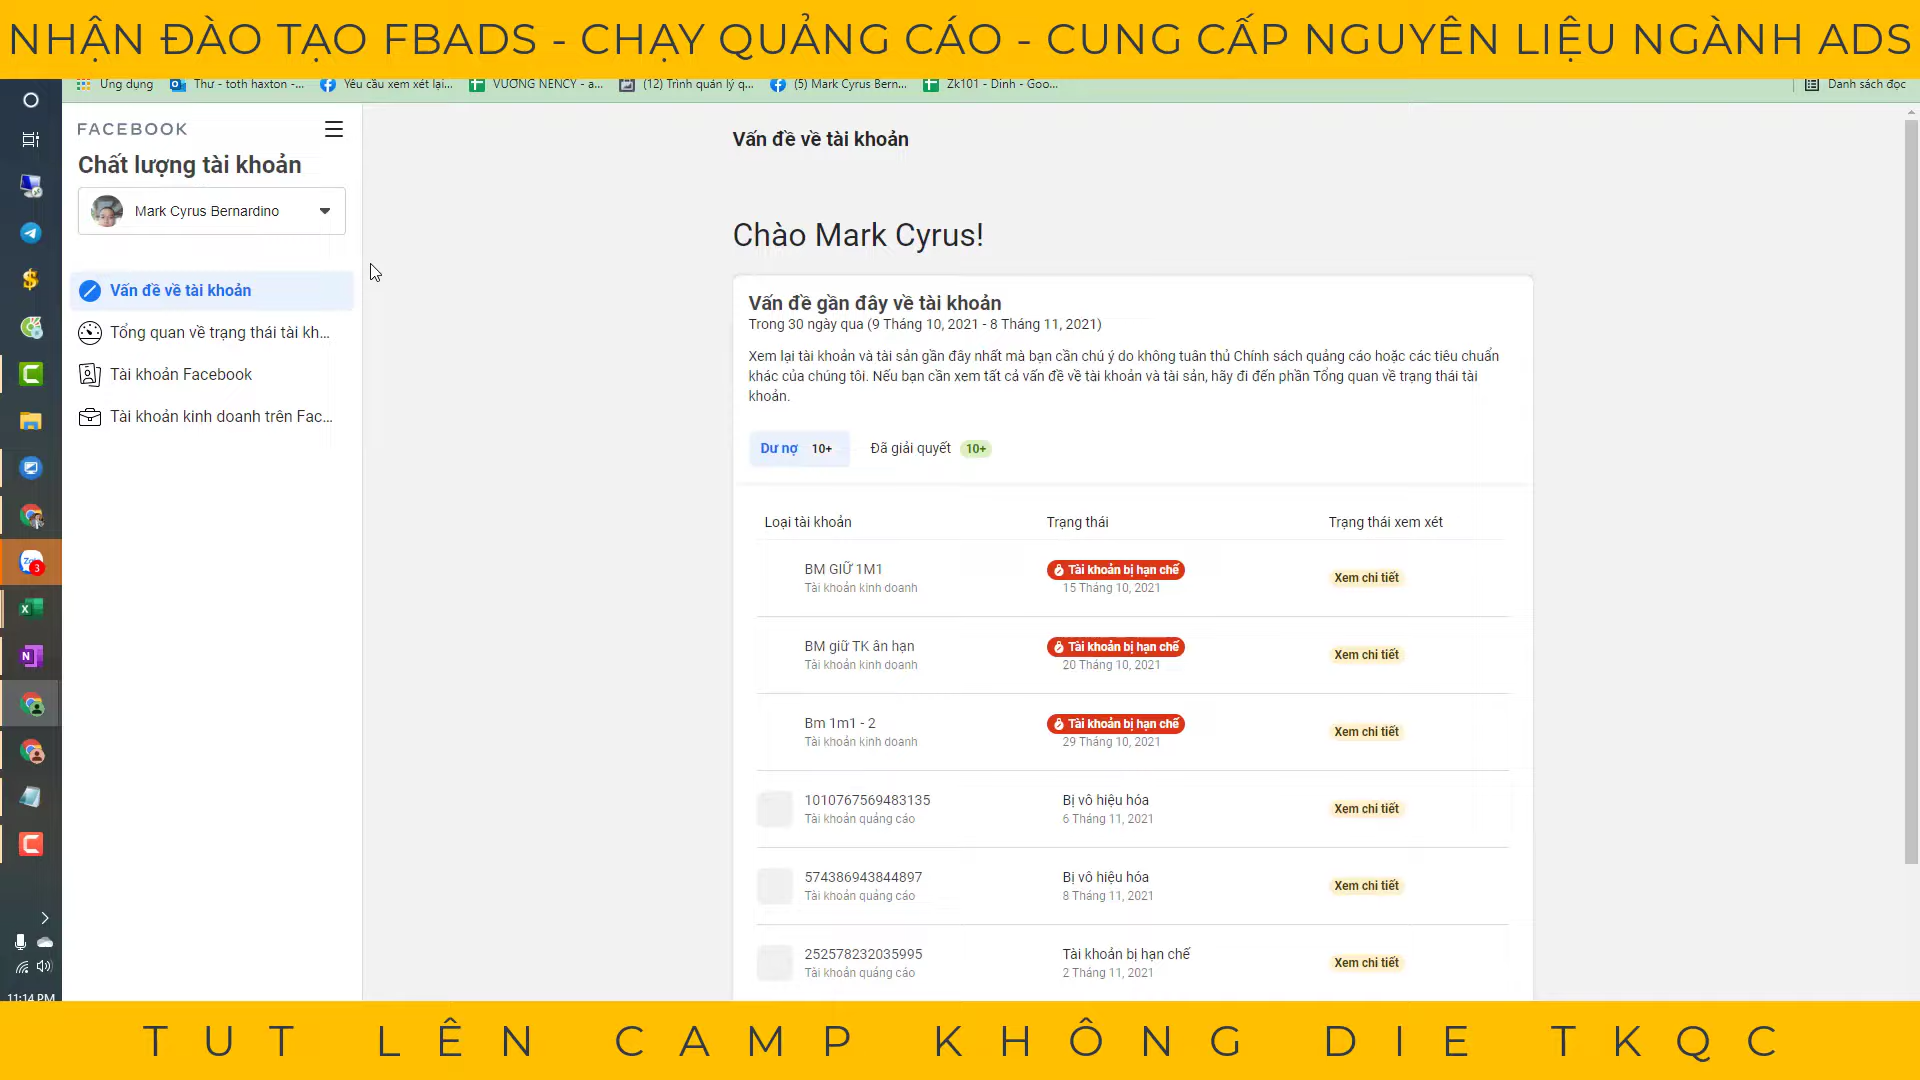 NHẬN ĐÀO TẠO FBADS - CHẠY QUẢNG CÁO - CUNG CẤP NGUYÊN LIỆU NGÀNH ADS
Ứng dụng
Thư - toth haxton -...
Yêu cầu xem xét lại...
VƯƠNG NENCY - a...
(12) Trình quản lý q...
(5) Mark Cyrus Bern...
Zk101 - Dinh - Goo...
Danh sách đọc
FACEBOOK
Chất lượng tài khoản
Mark Cyrus Bernardino
Vấn đề về tài khoản
Tổng quan về trạng thái tài kh...
Tài khoản Facebook
Tài khoản kinh doanh trên Fac...
Vấn đề về tài khoản
Chào Mark Cyrus!
Vấn đề gần đây về tài khoản
Trong 30 ngày qua (9 Tháng 10, 2021 - 8 Tháng 11, 2021)
Xem lại tài khoản và tài sản gần đây nhất mà bạn cần chú ý do không tuân thủ Chính sách quảng cáo hoặc các tiêu chuẩn
khác của chúng tôi. Nếu bạn cần xem tất cả vấn đề về tài khoản và tài sản, hãy đi đến phần Tổng quan về trạng thái tài
khoản.
Dư nợ 10+ Đã giải quyết 10+
Loại tài khoản Trạng thái Trạng thái xem xét
BM GIỮ 1M1 Tài khoản bị hạn chế
Tài khoản kinh doanh 15 Tháng 10, 2021
Xem chi tiết
BM giữ TK ân hạn Tài khoản bị hạn chế
Tài khoản kinh doanh 20 Tháng 10, 2021
Xem chi tiết
Bm 1m1 - 2 Tài khoản bị hạn chế
Tài khoản kinh doanh 29 Tháng 10, 2021
Xem chi tiết
1010767569483135 Bị vô hiệu hóa
Tài khoản quảng cáo 6 Tháng 11, 2021
Xem chi tiết
574386943844897 Bị vô hiệu hóa
Tài khoản quảng cáo 8 Tháng 11, 2021
Xem chi tiết
252578232035995 Tài khoản bị hạn chế
Tài khoản quảng cáo 2 Tháng 11, 2021
Xem chi tiết
3
11:14 PM
TUT LÊN CAMP KHÔNG DIE TKQC